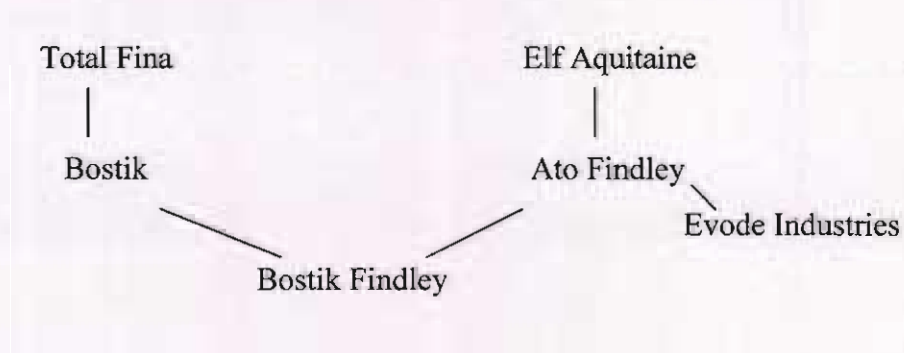 Total Fina
Elf Aquitaine
Bostik
Ato Findley
Evode Industries
Bostik Findley